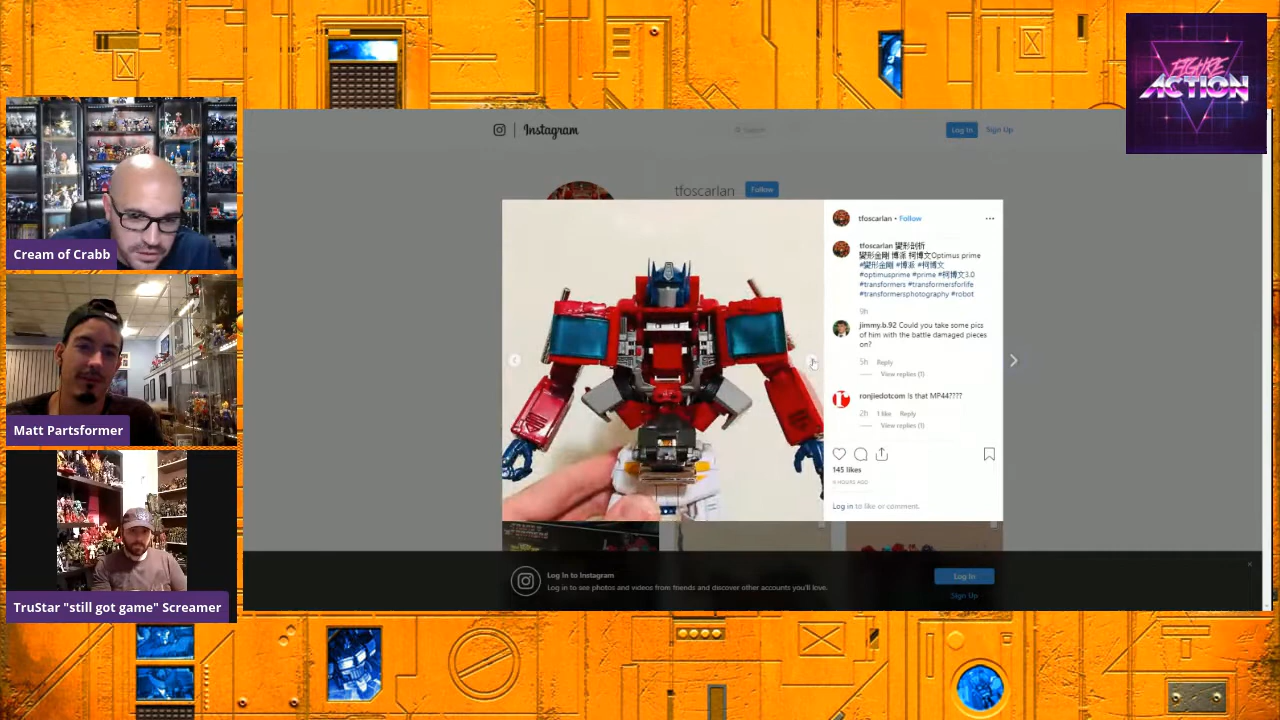 FIGURE
ACTION
Instagram
Search
Log In
Sign Up
tfoscarlan
Follow
tfoscarlan • Follow
tfoscarlan 變形剖析
變形金剛 博派 柯博文Optimus prime
#變形金剛 #博派 #柯博文
#optimusprime #prime #柯博文3.0
#transformers #transformersforlife
#transformersphotography #robot
9h
jimmy.b.92 Could you take some pics
of him with the battle damaged pieces
on?
5h Reply
View replies (1)
ronjiedotcom Is that MP44????
2h 1 like Reply
View replies (1)
145 likes
HOURS AGO
Log in to like or comment.
Log In to Instagram
Log in to see photos and videos from friends and discover other accounts you'll love.
Log In
Sign Up
Cream of Crabb
Matt Partsformer
TruStar "still got game" Screamer